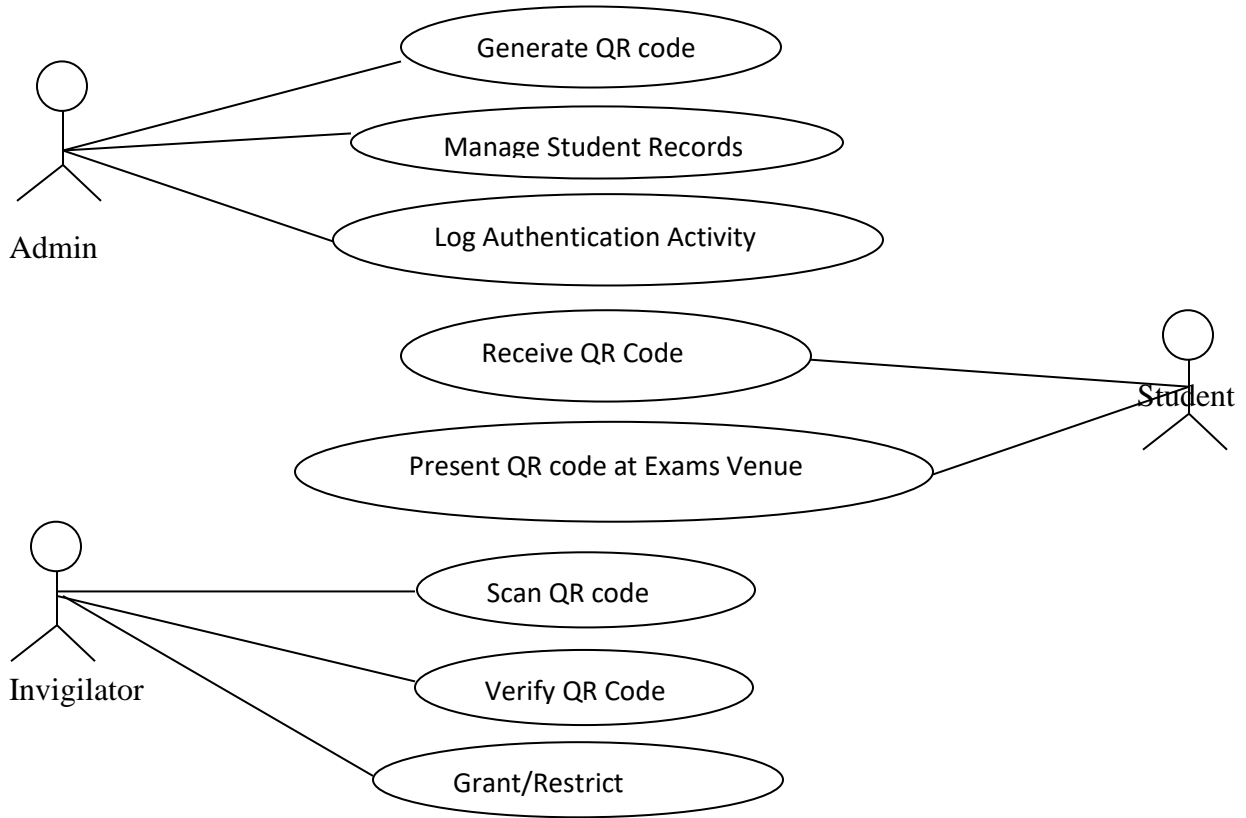 Generate QR code
Manage Student Records
Admin
Log Authentication Activity
Receive QR Code
Student
Present QR code at Exams Venue
Scan QR code
Invigilator
Verify QR Code
Grant/Restrict